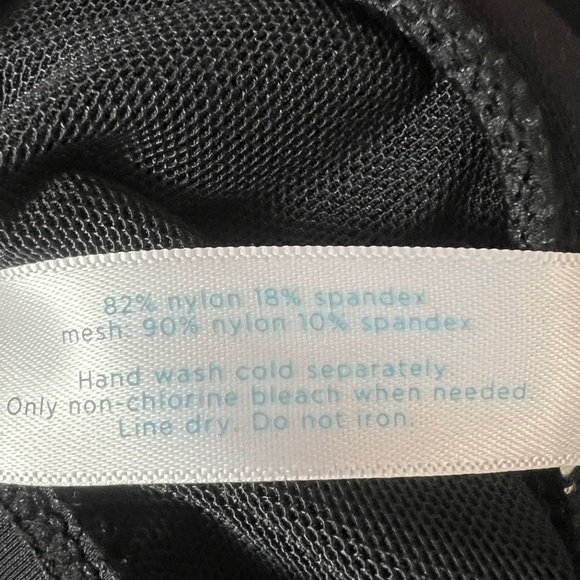 82% nylon 18% spandex
mesh: 90% nylon 10% spandex
Hand wash cold separately.
Only non-chlorine bleach when needed.
Line dry. Do not iron.